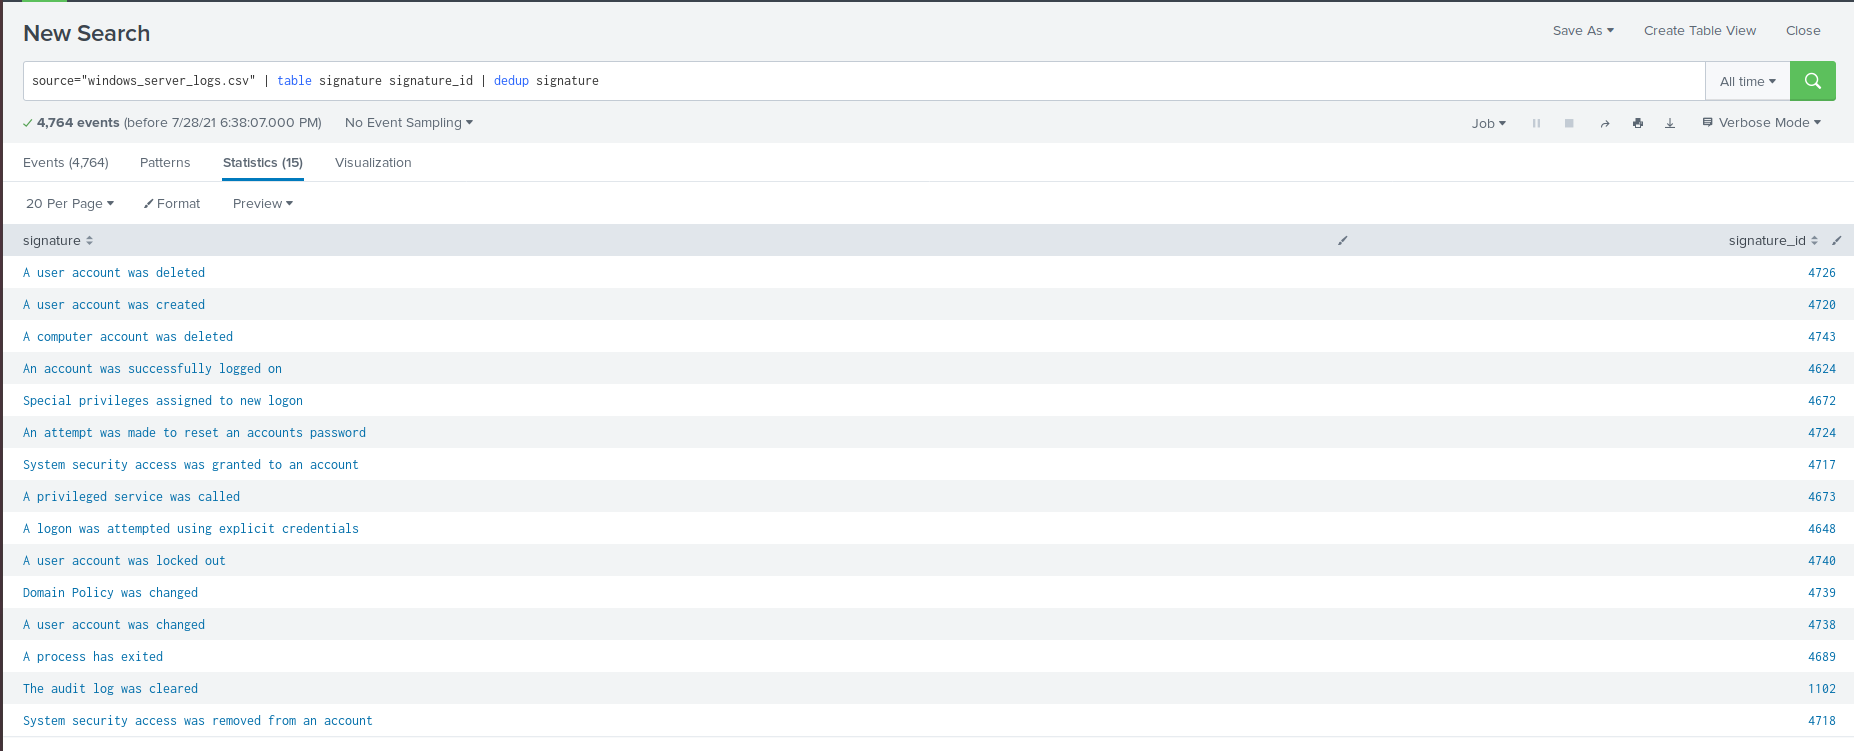 New Search
Save As Create Table View Close
source="windows_server_logs.csv" | table signature signature_id | dedup signature
All time
4,764 events (before 7/28/21 6:38:07.000 PM) No Event Sampling
Job Verbose Mode
Events (4,764) Patterns Statistics (15) Visualization
20 Per Page Format Preview
signature signature_id
A user account was deleted 4726
A user account was created 4720
A computer account was deleted 4743
An account was successfully logged on 4624
Special privileges assigned to new logon 4672
An attempt was made to reset an accounts password 4724
System security access was granted to an account 4717
A privileged service was called 4673
A logon was attempted using explicit credentials 4648
A user account was locked out 4740
Domain Policy was changed 4739
A user account was changed 4738
A process has exited 4689
The audit log was cleared 1102
System security access was removed from an account 4718